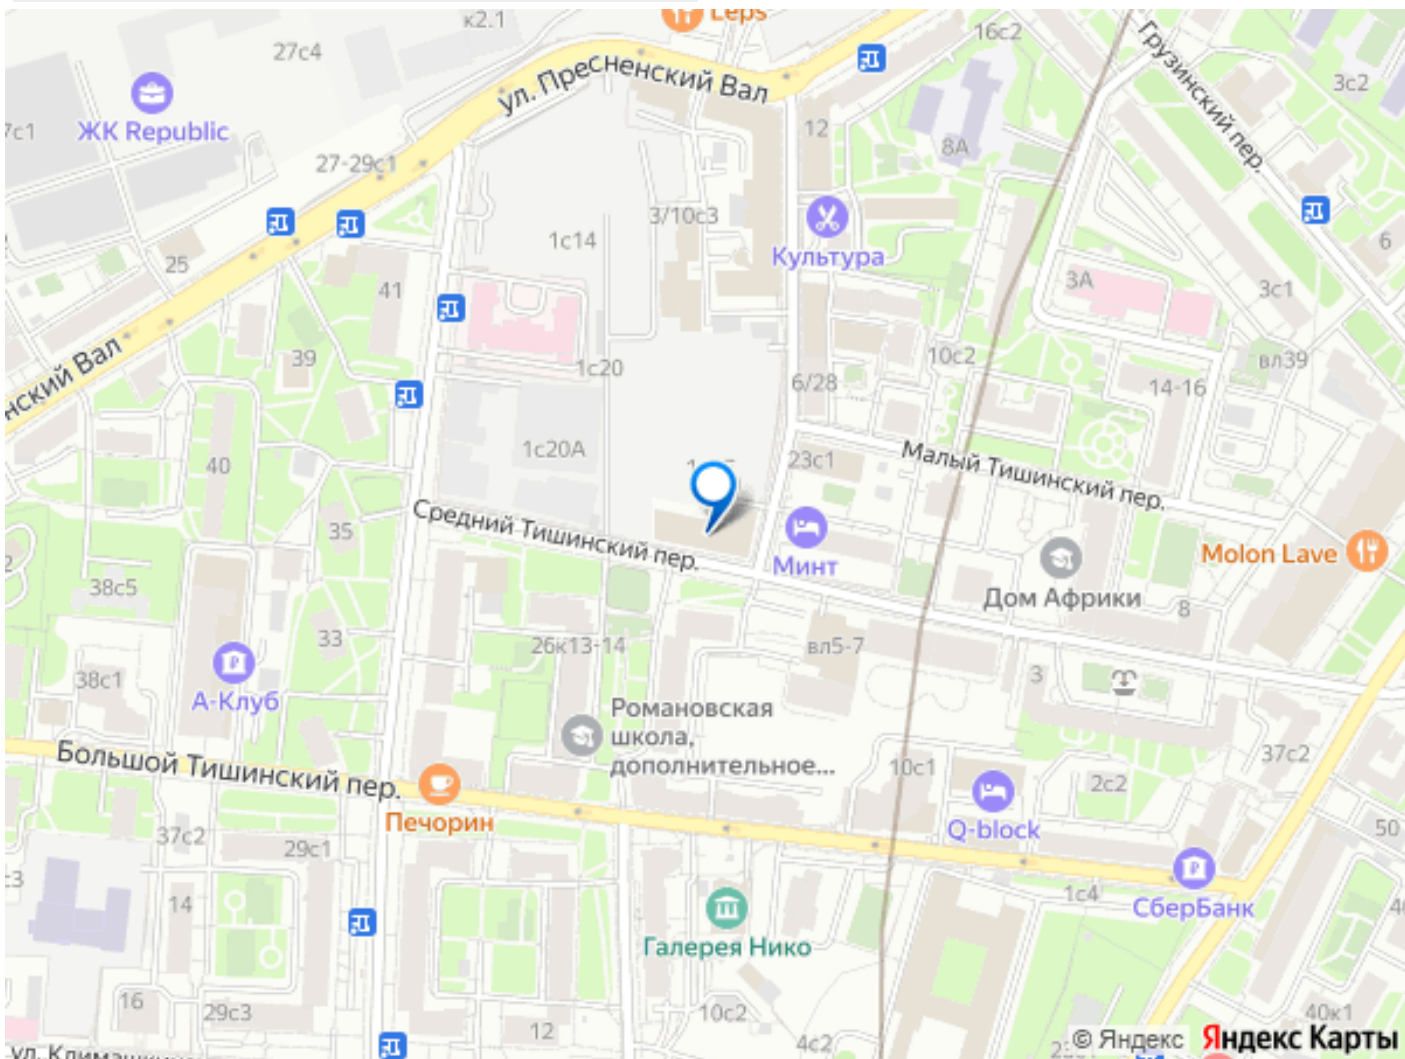 к2.1
Leps
27с4
16с2
Грузинский пер.
3с2
ул. Пресненский Вал
ЖК Republic
7с1
12
8А
27-29с1
3/10с3
Культура
6
1с14
25
41
3А
3с1
39
1с20
10с2
вл39
нский Вал
6/28
14-16
1с20А
40
23с1
Малый Тишинский пер.
Средний Тишинский пер.
35
Минт
Molon Lave
38с5
Дом Африки
8
33
26к13-14
вл5-7
3
38с1
А-Клуб
Романовская
школа,
дополнительное...
37с2
Большой Тишинский пер.
10с1
2с2
Печорин
Q-block
37с2
29с1
50
1с4
СберБанк
14
Галерея Нико
16
29с3
12
10с2
4с2
40к1
© Яндекс Яндекс Карты